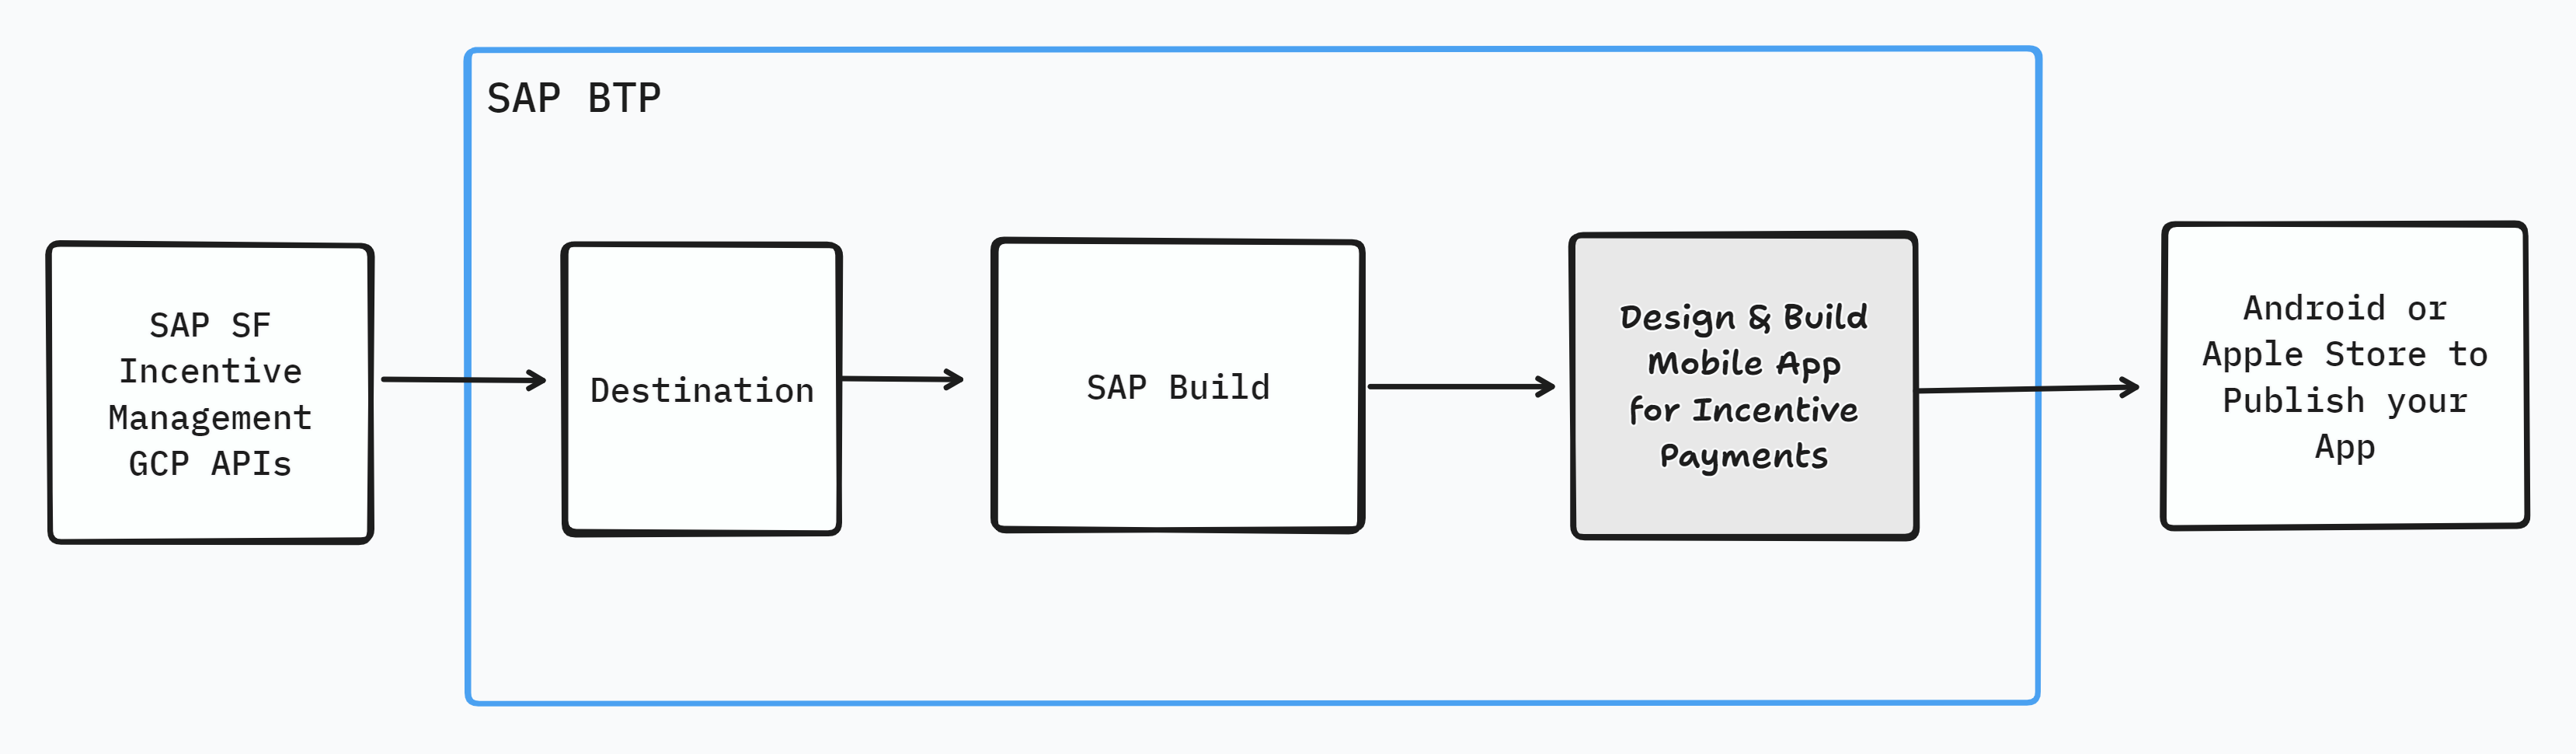 SAP BTP
SAP SF
Incentive
Management
GCP APIs
Destination
SAP Build
Design & Build
Mobile App
for Incentive
Payments
Android or
Apple Store to
Publish your
App